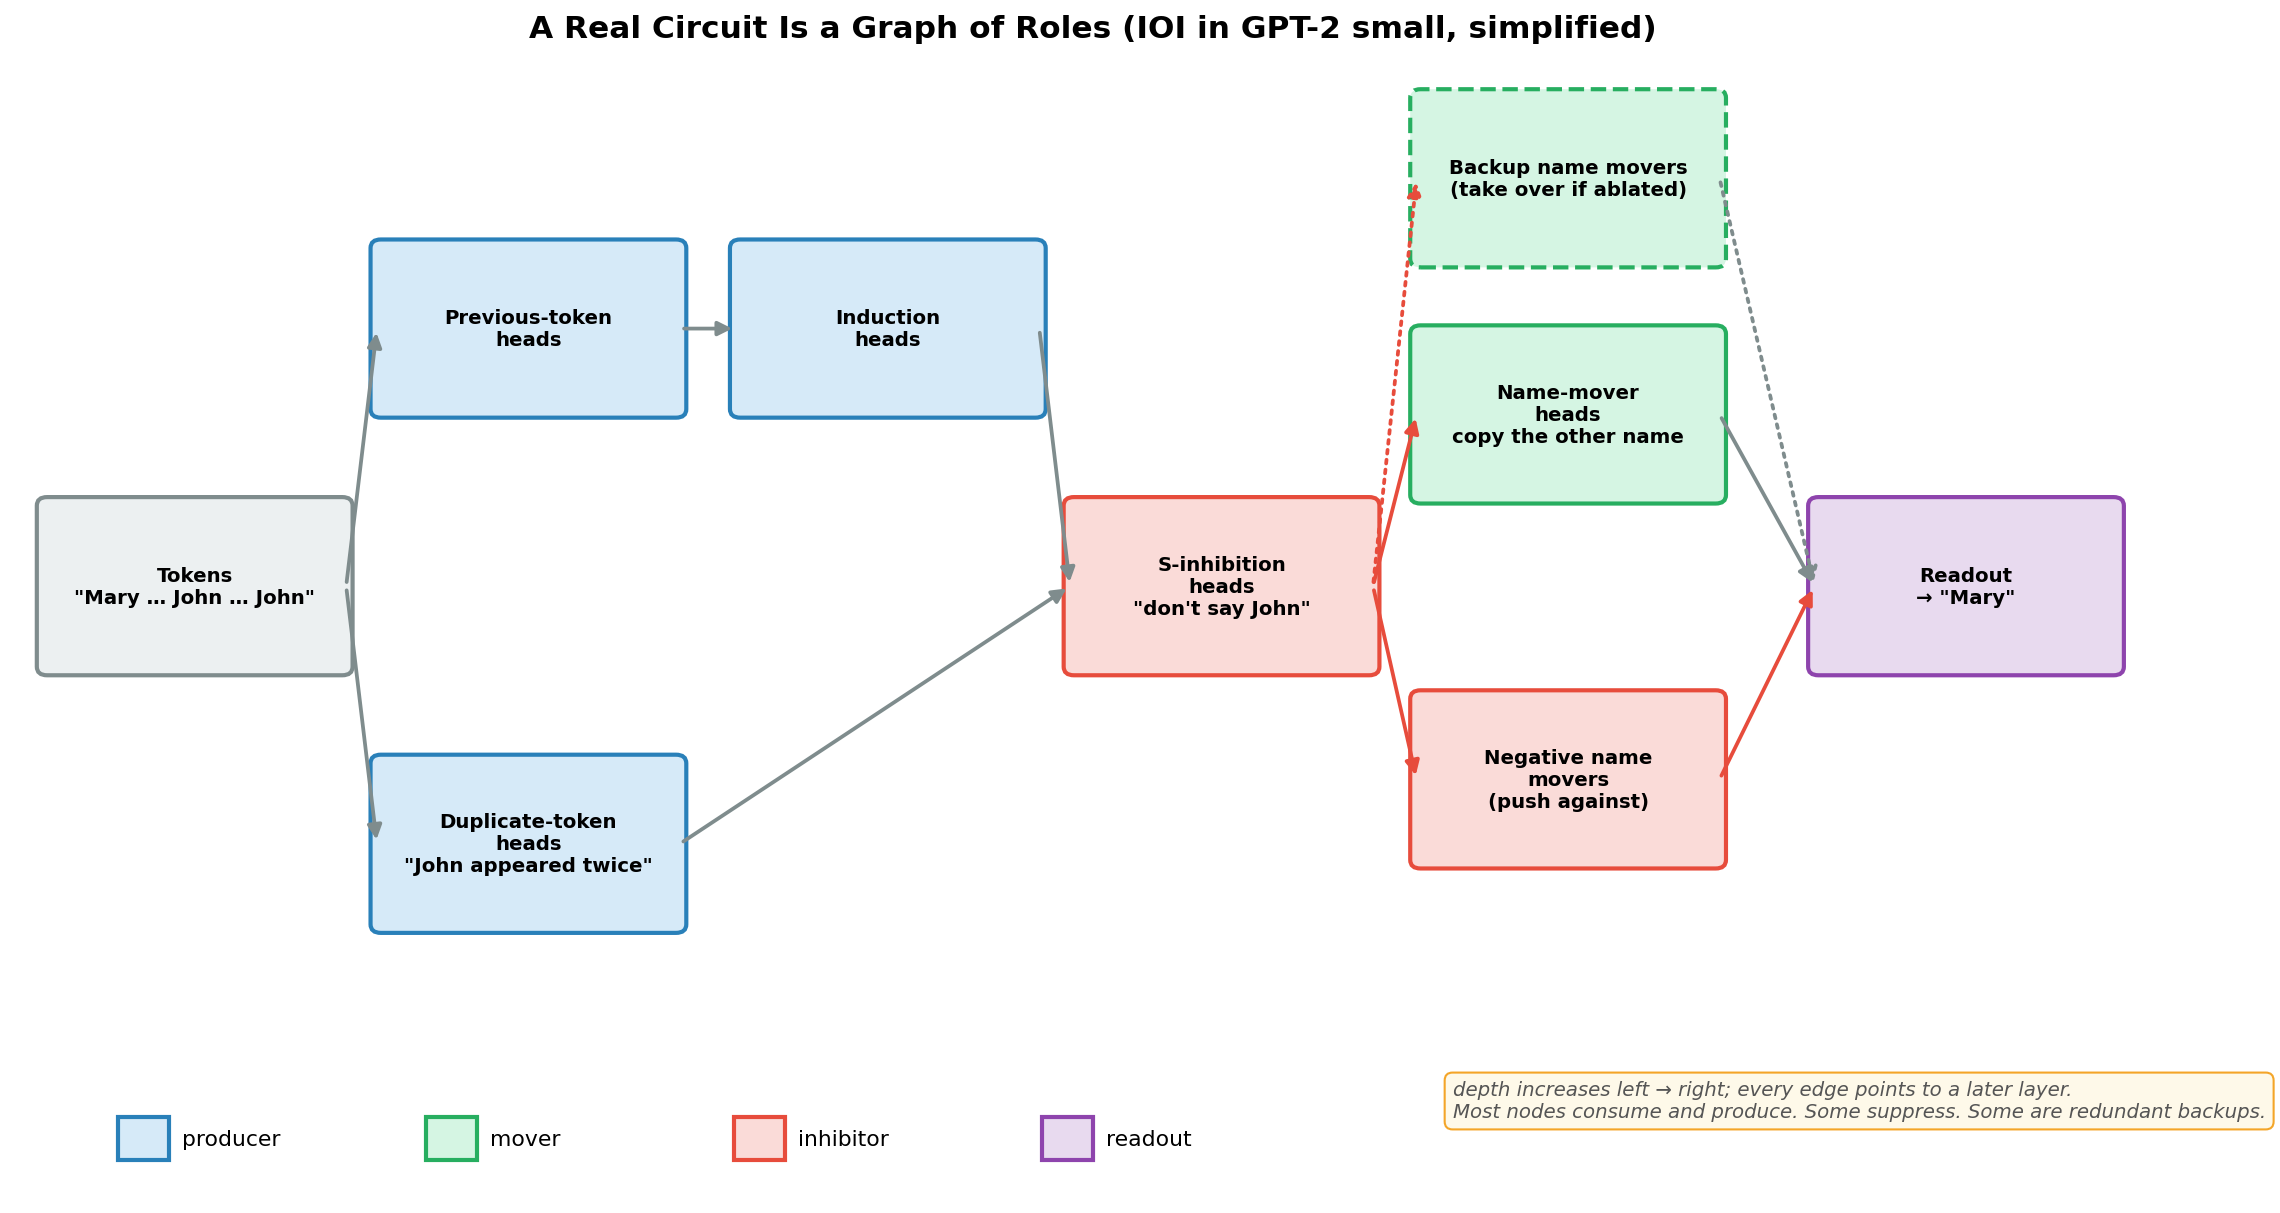 A Real Circuit Is a Graph of Roles (IOI in GPT-2 small, simplified)
Backup name movers
(take over if ablated)
Previous-token
heads
Induction
heads
Name-mover
heads
copy the other name
Tokens
"Mary ... John ... John"
S-inhibition
heads
"don't say John"
Readout
→ "Mary"
Negative name
movers
(push against)
Duplicate-token
heads
"John appeared twice"
depth increases left → right; every edge points to a later layer.
Most nodes consume and produce. Some suppress. Some are redundant backups.
producer
mover
inhibitor
readout